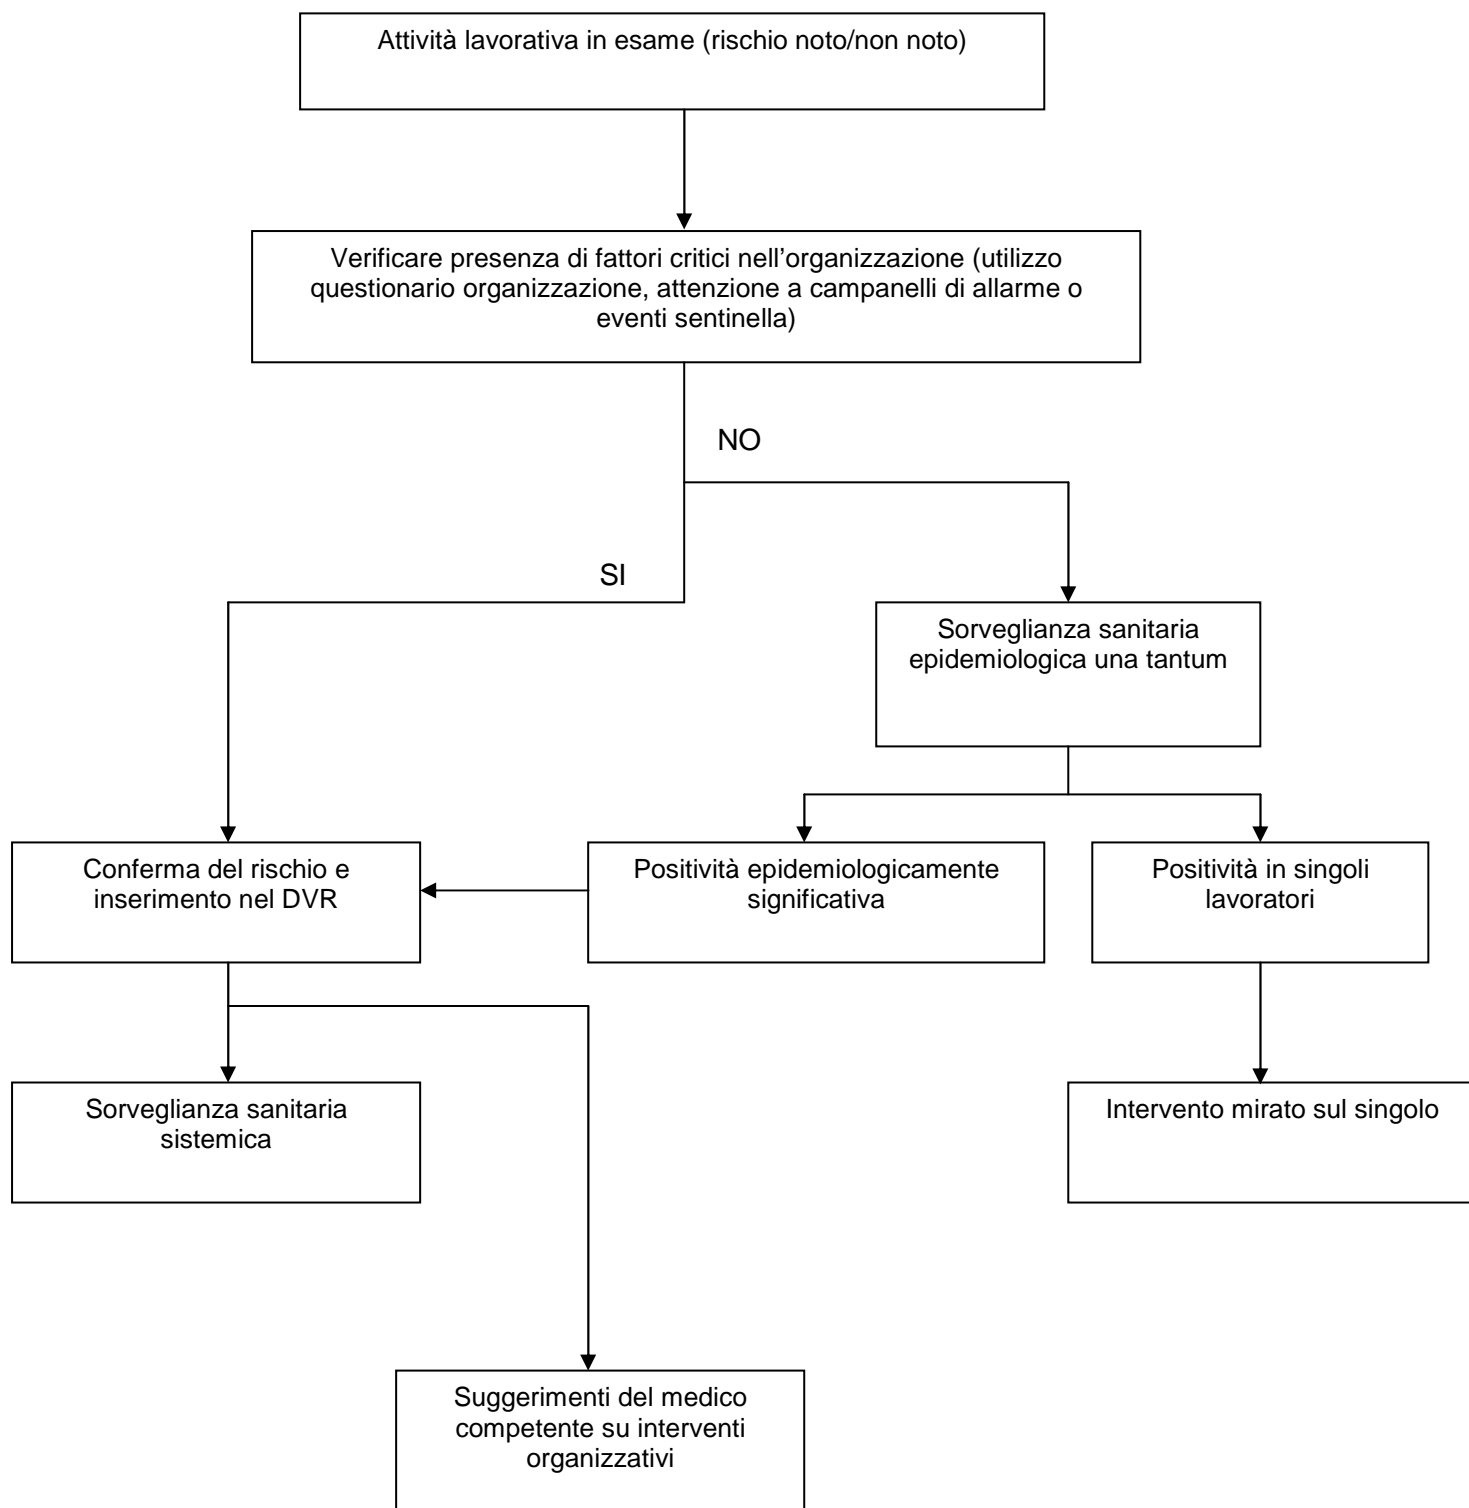 Attività lavorativa in esame (rischio noto/non noto)
Verificare presenza di fattori critici nell'organizzazione (utilizzo
questionario organizzazione, attenzione a campanelli di allarme o
eventi sentinella)
NO
SI
Sorveglianza sanitaria
epidemiologica una tantum
Conferma del rischio e
inserimento nel DVR
Positività epidemiologicamente
significativa
Positività in singoli
lavoratori
Sorveglianza sanitaria
sistemica
Intervento mirato sul singolo
Suggerimenti del medico
competente su interventi
organizzativi